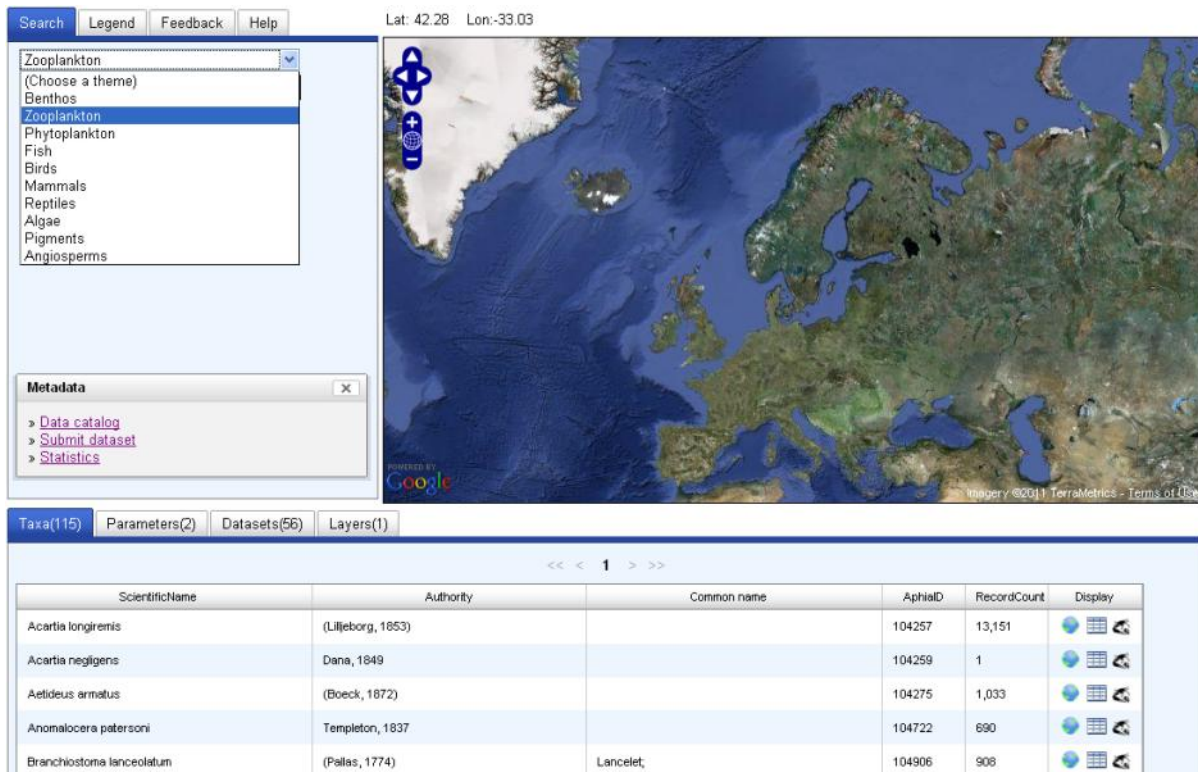 Search Legend Feedback Help
Lat: 42.28 Lon:-33.03
Zooplankton
(Choose a theme)
Benthos
Zooplankton
Phytoplankton
Fish
Birds
Mammals
Reptiles
Algae
Pigments
Angiosperms
Metadata
» Data catalog
» Submit dataset
» Statistics
POWERED BY
Google
Imagery ©2011 TerraMetrics - Terms of Use
Taxa(115) Parameters(2) Datasets(56) Layers(1)
<< < 1 > >>
ScientificName Authority Common name AphiaID RecordCount Display
Acartia longiremis (Lilljeborg, 1853) 104257 13,151
Acartia negligens Dana, 1849 104259 1
Aetideus armatus (Boeck, 1872) 104275 1,033
Anomalocera patersoni Templeton, 1837 104722 690
Branchiostoma lanceolatum (Pallas, 1774) Lancelet; 104906 908